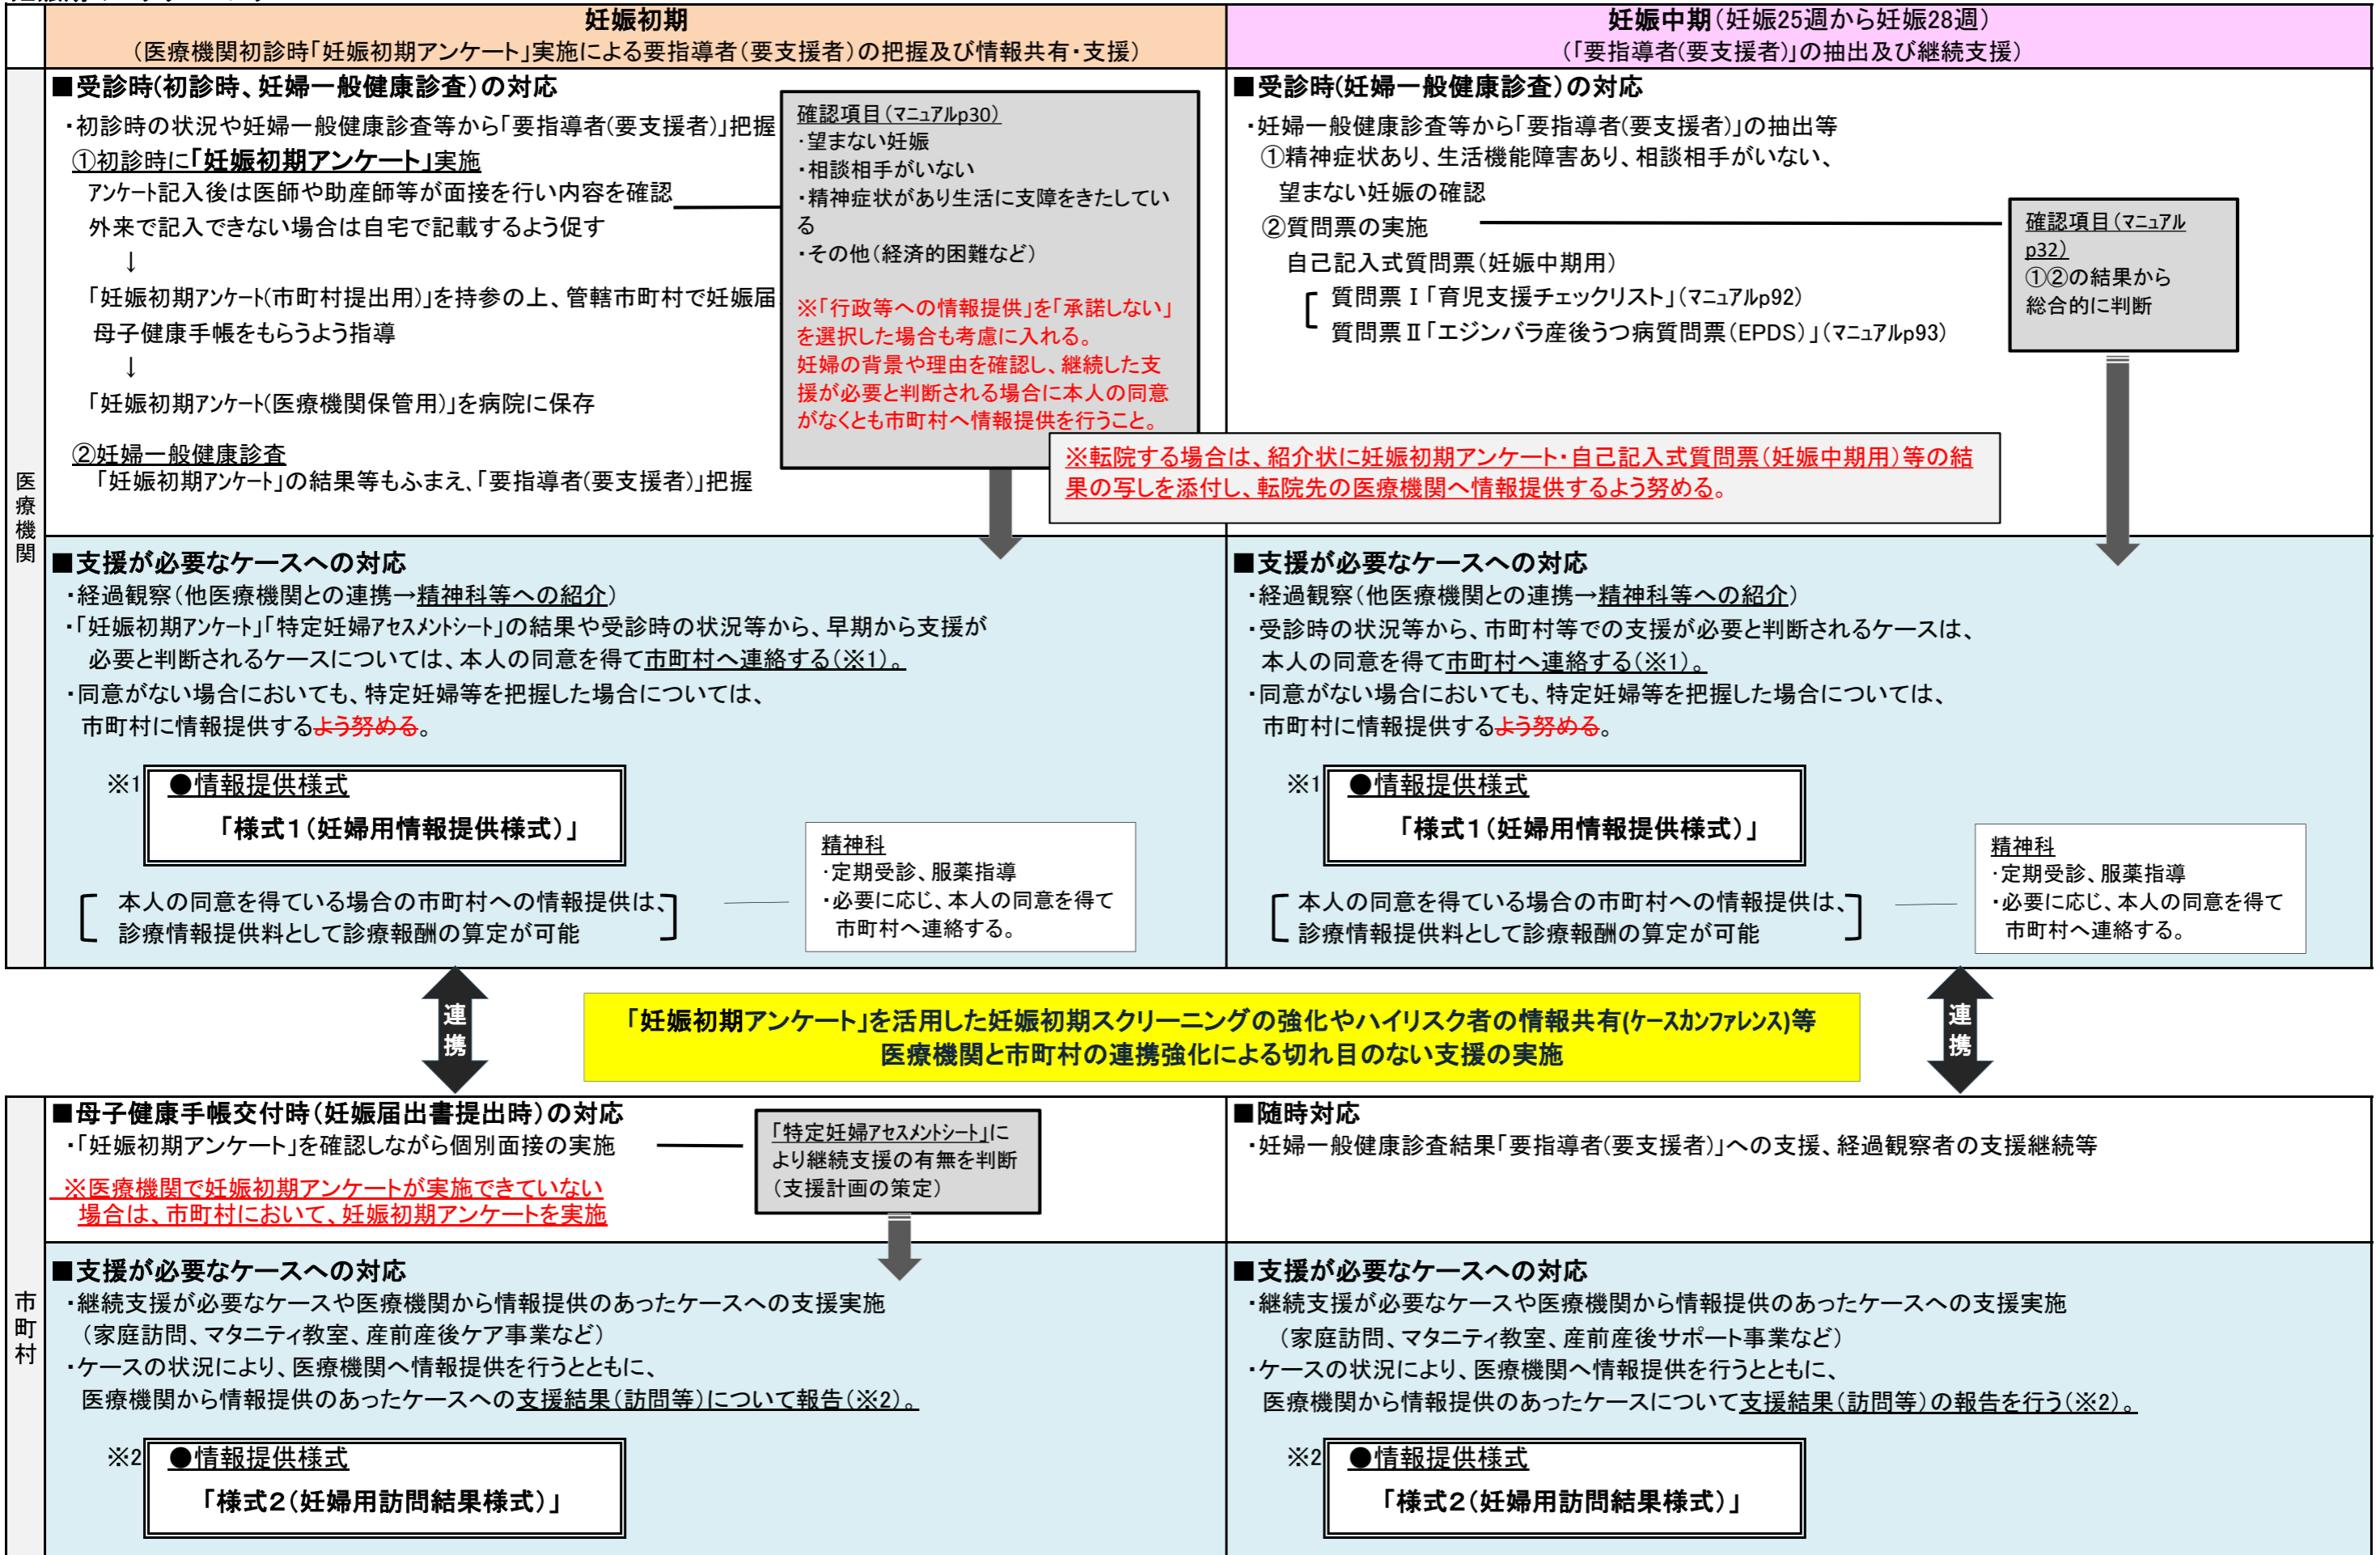 妊娠初期
（医療機関初診時「妊娠初期アンケート」実施による要指導者（要支援者）の把握及び情報共有・支援）
妊娠中期（妊娠25週から妊娠28週）
（「要指導者(要支援者)」の抽出及び継続支援）
医療機関
■受診時(初診時、妊婦一般健康診査）の対応
・初診時の状況や妊婦一般健康診査等から「要指導者(要支援者)」把握
①初診時に「妊娠初期アンケート」実施
アンケート記入後は医師や助産師等が面接を行い内容を確認
外来で記入できない場合は自宅で記載するよう促す
↓
「妊娠初期アンケート(市町村提出用)」を持参の上、管轄市町村で妊娠届
母子健康手帳をもらうよう指導
↓
「妊娠初期アンケート(医療機関保管用)」を病院に保存
②妊婦一般健康診査
「妊娠初期アンケート」の結果等もふまえ、「要指導者(要支援者)」把握
確認項目（マニュアルp30）
・望まない妊娠
・相談相手がいない
・精神症状があり生活に支障をきたしてい
る
・その他（経済的困難など）
※「行政等への情報提供」を「承諾しない」
を選択した場合も考慮に入れる。
妊婦の背景や理由を確認し、継続した支
援が必要と判断される場合に本人の同意
がなくとも市町村へ情報提供を行うこと。
■受診時(妊婦一般健康診査）の対応
・妊婦一般健康診査等から「要指導者(要支援者)」の抽出等
①精神症状あり、生活機能障害あり、相談相手がいない、
望まない妊娠の確認
②質問票の実施
自己記入式質問票（妊娠中期用）
質問票Ⅰ「育児支援チェックリスト」（マニュアルp92）
質問票Ⅱ「エジンバラ産後うつ病質問票（EPDS）」（マニュアルp93）
確認項目（マニュアル
p32）
①②の結果から
総合的に判断
※転院する場合は、紹介状に妊娠初期アンケート・自己記入式質問票（妊娠中期用）等の結
果の写しを添付し、転院先の医療機関へ情報提供するよう努める。
■支援が必要なケースへの対応
・経過観察（他医療機関との連携→精神科等への紹介）
・「妊娠初期アンケート」「特定妊婦アセスメントシート」の結果や受診時の状況等から、早期から支援が
必要と判断されるケースについては、本人の同意を得て市町村へ連絡する（※1）。
・同意がない場合においても、特定妊婦等を把握した場合については、
市町村に情報提供するよう努める。
※1
●情報提供様式
「様式１（妊婦用情報提供様式）」
本人の同意を得ている場合の市町村への情報提供は、
診療情報提供料として診療報酬の算定が可能
精神科
・定期受診、服薬指導
・必要に応じ、本人の同意を得て
市町村へ連絡する。
■支援が必要なケースへの対応
・経過観察（他医療機関との連携→精神科等への紹介）
・受診時の状況等から、市町村等での支援が必要と判断されるケースは、
本人の同意を得て市町村へ連絡する（※1）。
・同意がない場合においても、特定妊婦等を把握した場合については、
市町村に情報提供するよう努める。
※1
●情報提供様式
「様式１（妊婦用情報提供様式）」
本人の同意を得ている場合の市町村への情報提供は、
診療情報提供料として診療報酬の算定が可能
精神科
・定期受診、服薬指導
・必要に応じ、本人の同意を得て
市町村へ連絡する。
連携
「妊娠初期アンケート」を活用した妊娠初期スクリーニングの強化やハイリスク者の情報共有(ケースカンファレンス)等
医療機関と市町村の連携強化による切れ目のない支援の実施
連携
市町村
■母子健康手帳交付時（妊娠届出書提出時）の対応
・「妊娠初期アンケート」を確認しながら個別面接の実施
※医療機関で妊娠初期アンケートが実施できていない
場合は、市町村において、妊娠初期アンケートを実施
「特定妊婦アセスメントシート」に
より継続支援の有無を判断
（支援計画の策定）
■随時対応
・妊婦一般健康診査結果「要指導者(要支援者)」への支援、経過観察者の支援継続等
■支援が必要なケースへの対応
・継続支援が必要なケースや医療機関から情報提供のあったケースへの支援実施
（家庭訪問、マタニティ教室、産前産後ケア事業など）
・ケースの状況により、医療機関へ情報提供を行うとともに、
医療機関から情報提供のあったケースへの支援結果（訪問等）について報告（※2）。
※2
●情報提供様式
「様式２（妊婦用訪問結果様式）」
■支援が必要なケースへの対応
・継続支援が必要なケースや医療機関から情報提供のあったケースへの支援実施
（家庭訪問、マタニティ教室、産前産後サポート事業など）
・ケースの状況により、医療機関へ情報提供を行うとともに、
医療機関から情報提供のあったケースについて支援結果（訪問等）の報告を行う（※2）。
※2
●情報提供様式
「様式２（妊婦用訪問結果様式）」